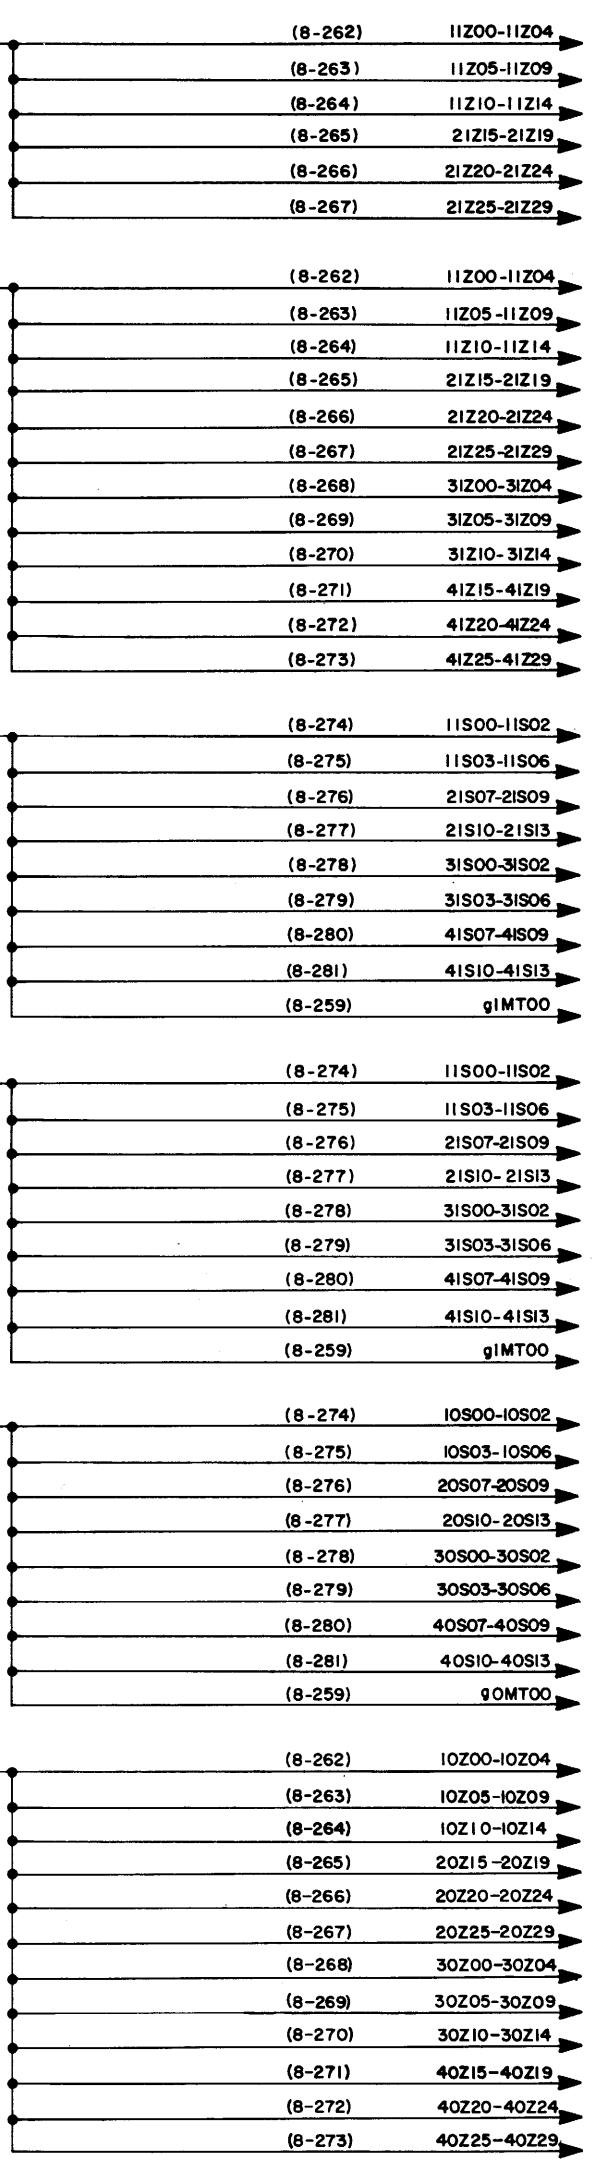 (8-262) 11Z00-11Z04
(8-263) 11Z05-11Z09
(8-264) 11Z10-11Z14
(8-265) 21Z15-21Z19
(8-266) 21Z20-21Z24
(8-267) 21Z25-21Z29
(8-262) 11Z00-11Z04
(8-263) 11Z05-11Z09
(8-264) 11Z10-11Z14
(8-265) 21Z15-21Z19
(8-266) 21Z20-21Z24
(8-267) 21Z25-21Z29
(8-268) 31Z00-31Z04
(8-269) 31Z05-31Z09
(8-270) 31Z10-31Z14
(8-271) 41Z15-41Z19
(8-272) 41Z20-41Z24
(8-273) 41Z25-41Z29
(8-274) 11S00-11S02
(8-275) 11S03-11S06
(8-276) 21S07-21S09
(8-277) 21S10-21S13
(8-278) 31S00-31S02
(8-279) 31S03-31S06
(8-280) 41S07-41S09
(8-281) 41S10-41S13
(8-259) g1MT00
(8-274) 11S00-11S02
(8-275) 11S03-11S06
(8-276) 21S07-21S09
(8-277) 21S10-21S13
(8-278) 31S00-31S02
(8-279) 31S03-31S06
(8-280) 41S07-41S09
(8-281) 41S10-41S13
(8-259) g1MT00
(8-274) 10S00-10S02
(8-275) 10S03-10S06
(8-276) 20S07-20S09
(8-277) 20S10-20S13
(8-278) 30S00-30S02
(8-279) 30S03-30S06
(8-280) 40S07-40S09
(8-281) 40S10-40S13
(8-259) g0MT00
(8-262) 10Z00-10Z04
(8-263) 10Z05-10Z09
(8-264) 10Z10-10Z14
(8-265) 20Z15-20Z19
(8-266) 20Z20-20Z24
(8-267) 20Z25-20Z29
(8-268) 30Z00-30Z04
(8-269) 30Z05-30Z09
(8-270) 30Z10-30Z14
(8-271) 40Z15-40Z19
(8-272) 40Z20-40Z24
(8-273) 40Z25-40Z29